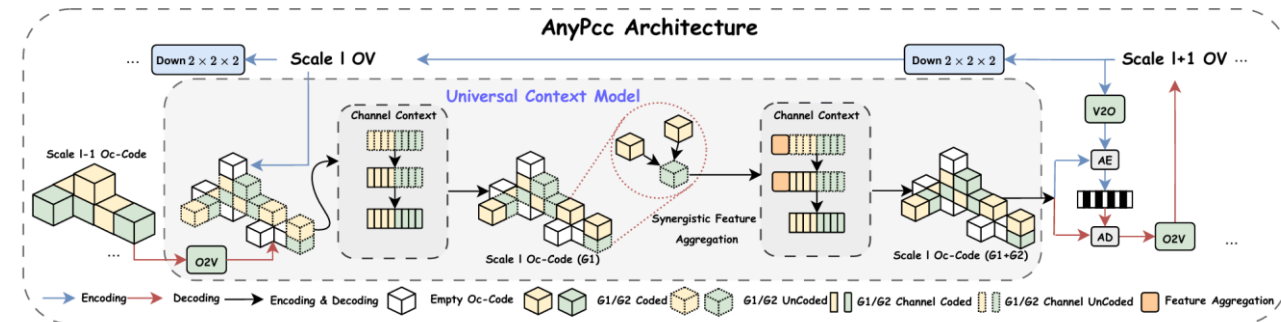 AnyPcc Architecture
...
Down 2 × 2 × 2
Scale l OV
Down 2 × 2 × 2
Scale l+1 OV ...
Universal Context Model
Channel Context
Channel Context
V2O
Scale l-1 Oc-Code
AE
Synergistic Feature
Aggregation
AD
O2V
...
...
O2V
Scale l Oc-Code (G1)
Scale l Oc-Code (G1+G2)
Encoding
Decoding
Encoding & Decoding
Empty Oc-Code
G1/G2 Coded
G1/G2 UnCoded
G1/G2 Channel Coded
G1/G2 Channel UnCoded
Feature Aggregation